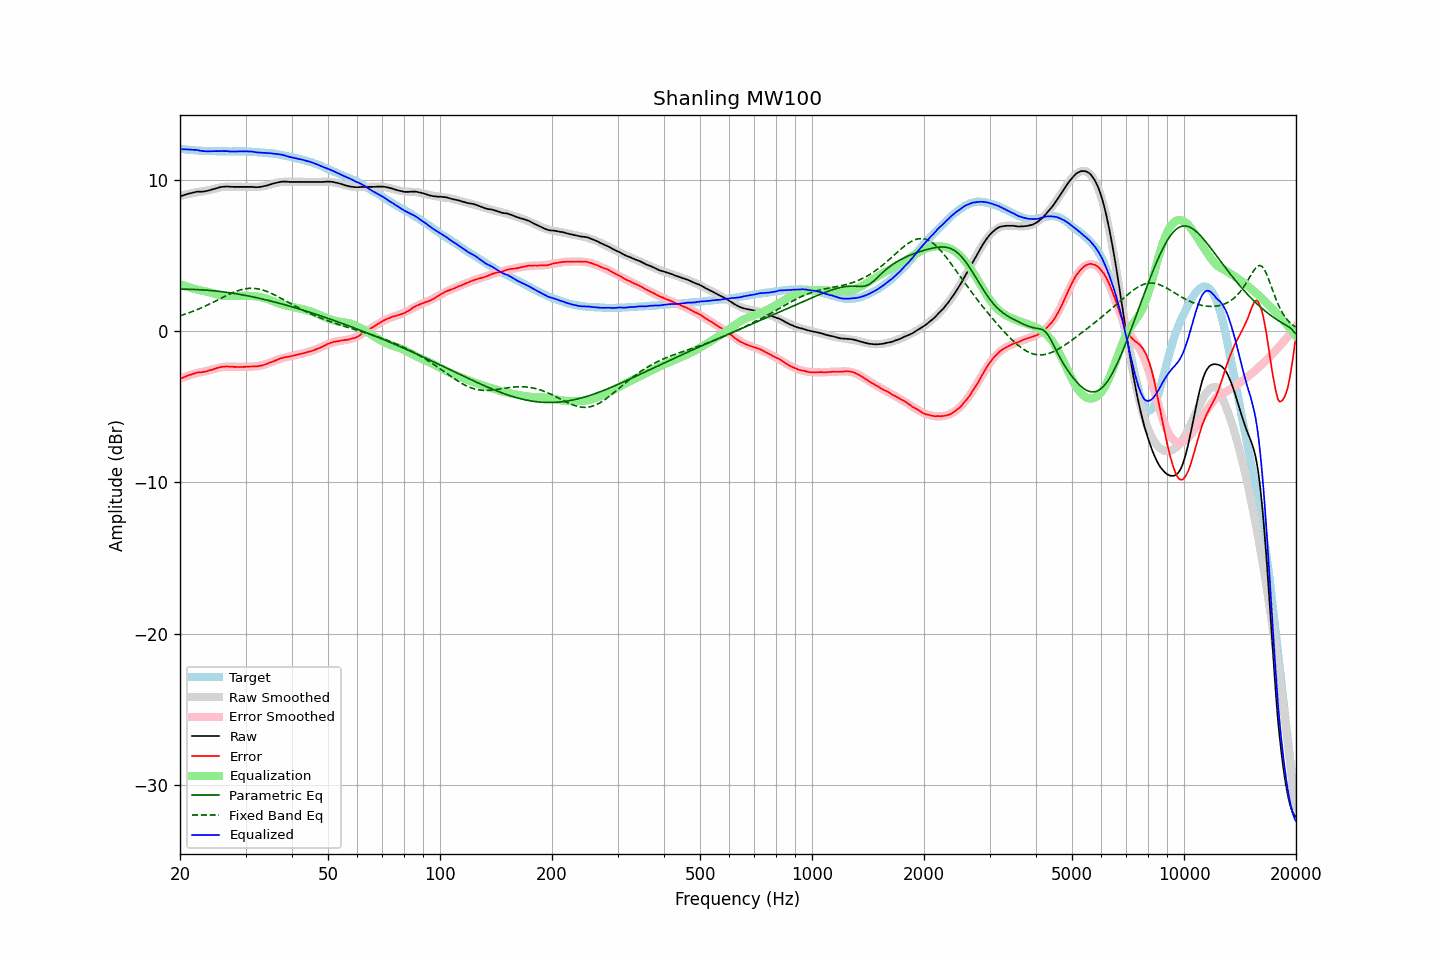 Shanling MW100
10
0
−10
−20
−30
Amplitude (dBr)
Target
Raw Smoothed
Error Smoothed
Raw
Error
Equalization
Parametric Eq
Fixed Band Eq
Equalized
20 50 100 200 500 1000 2000 5000 10000 20000
Frequency (Hz)